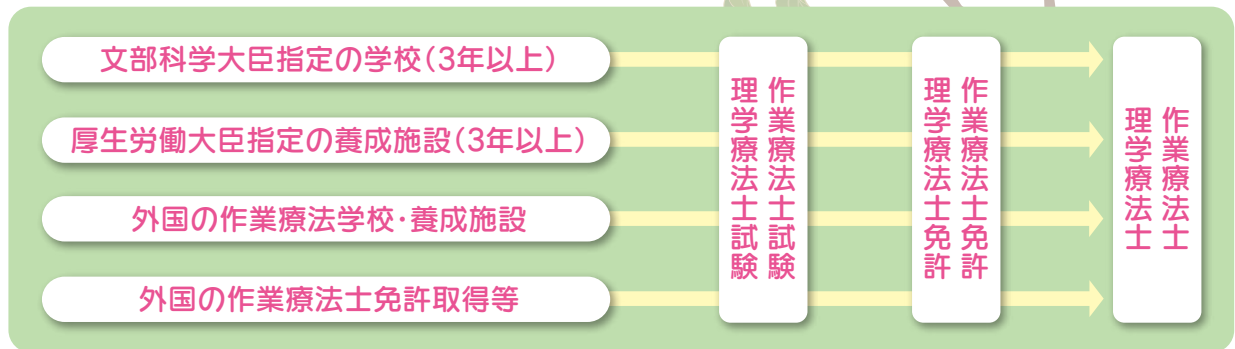 文部科学大臣指定の学校(3年以上)
厚生労働大臣指定の養成施設(3年以上)
外国の作業療法学校・養成施設
外国の作業療法士免許取得等
作業療法士試験
理学療法士試験
作業療法士免許
理学療法士免許
作業療法士
理学療法士